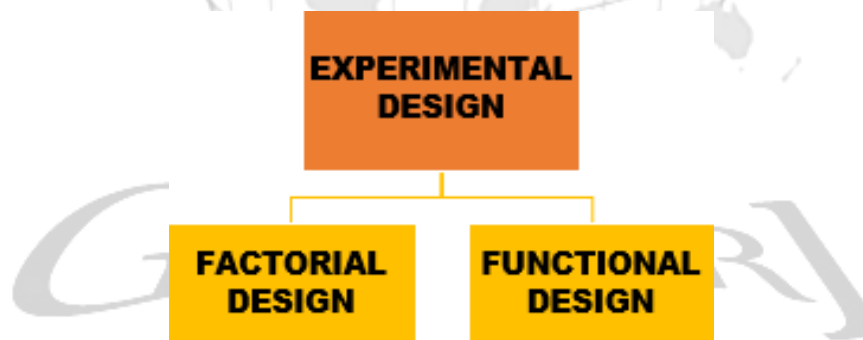 EXPERIMENTAL
DESIGN
FACTORIAL
DESIGN
FUNCTIONAL
DESIGN